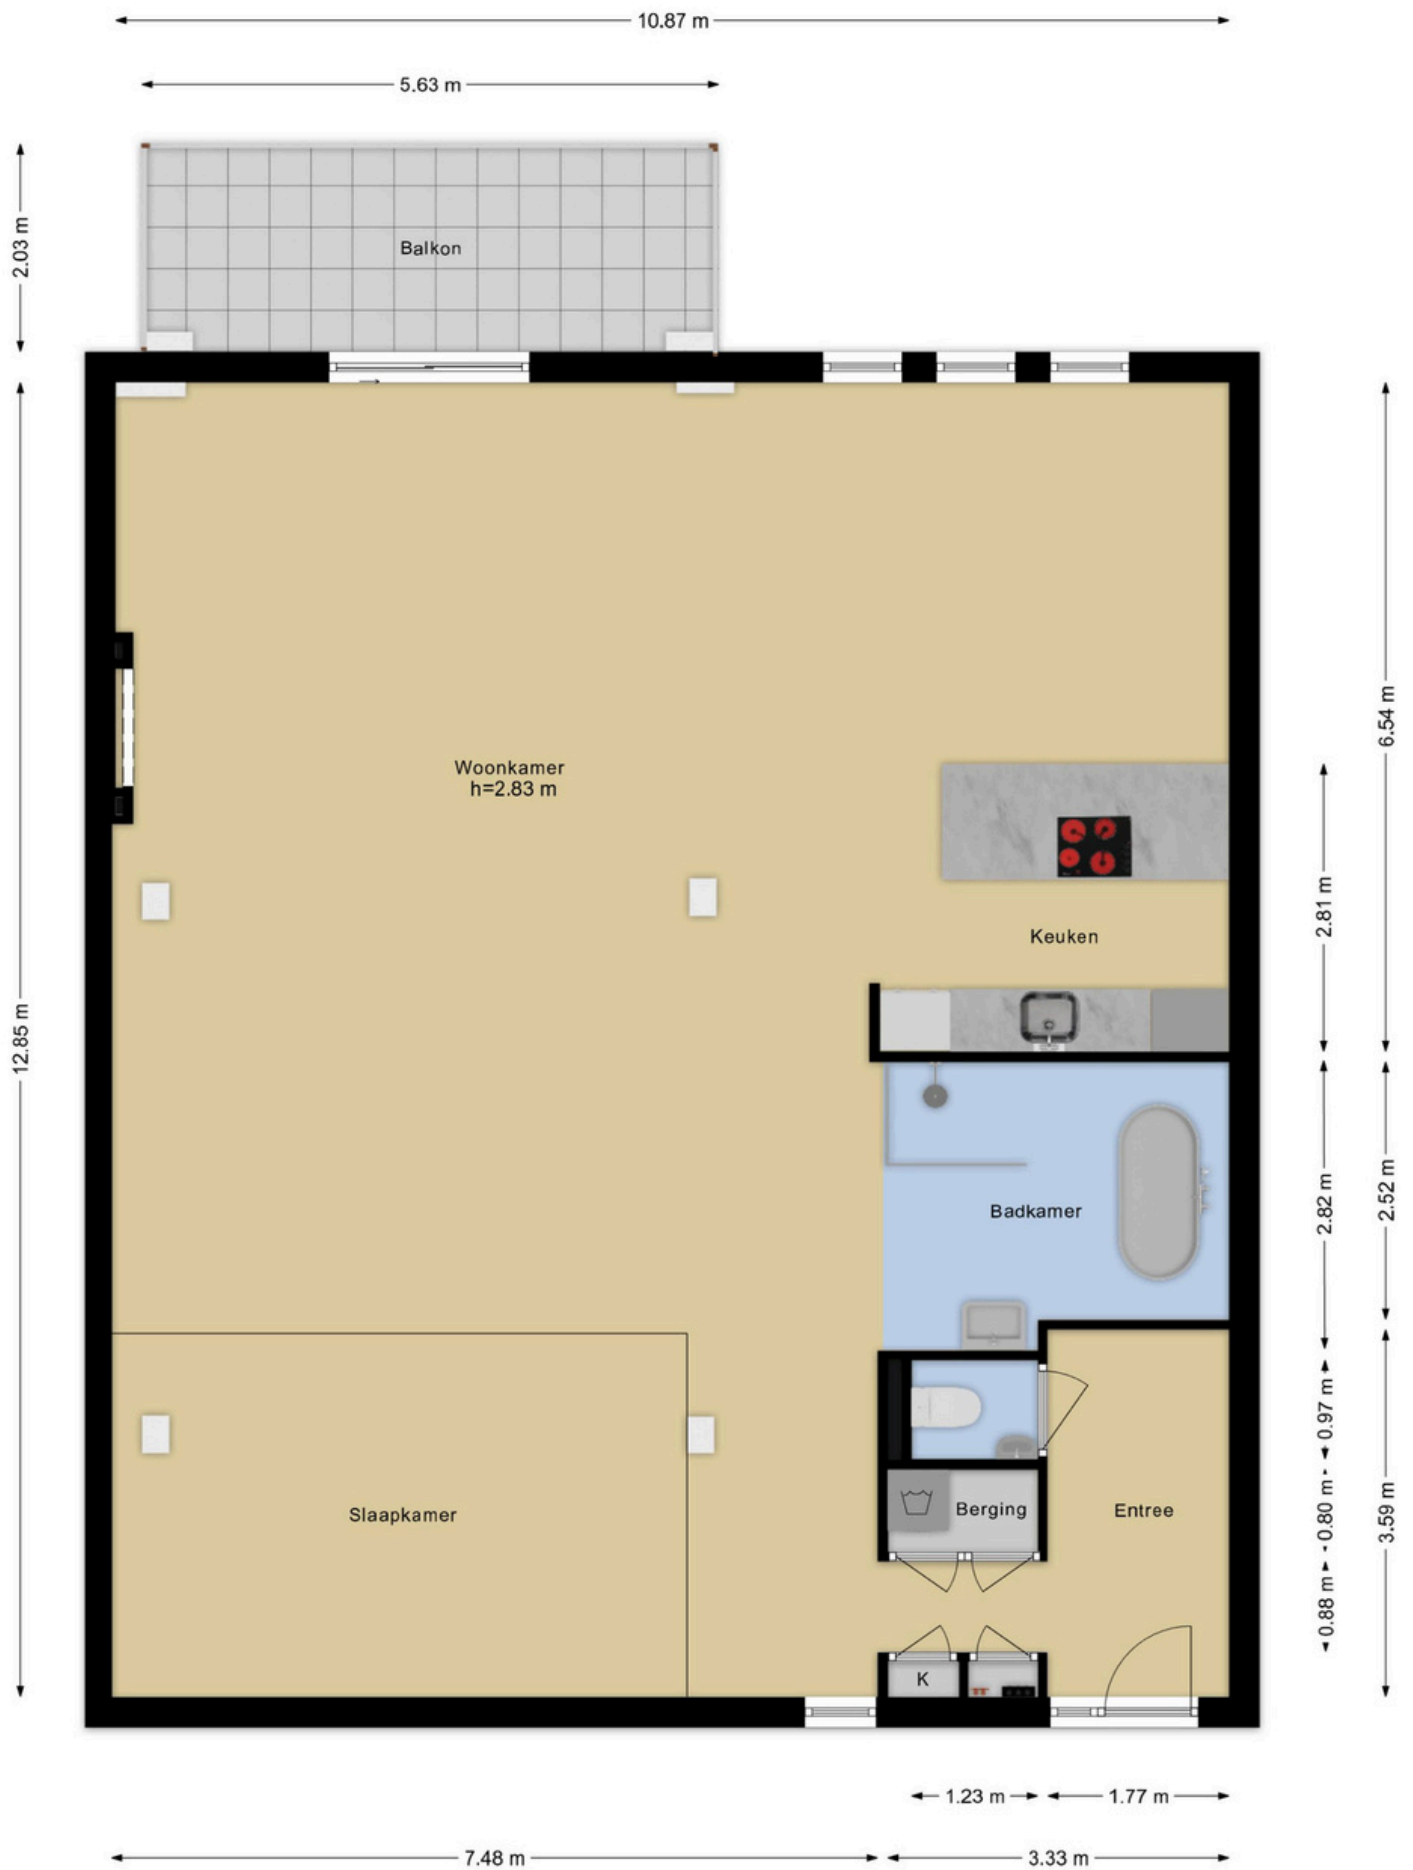 10.87 m
5.63 m
2.03 m
Balkon
12.85 m
Woonkamer
h=2.83 m
6.54 m
2.81 m
Keuken
2.82 m
2.52 m
Badkamer
0.97 m
0.80 m
0.88 m
3.59 m
Slaapkamer
Berging
Entree
K
1.23 m
1.77 m
7.48 m
3.33 m